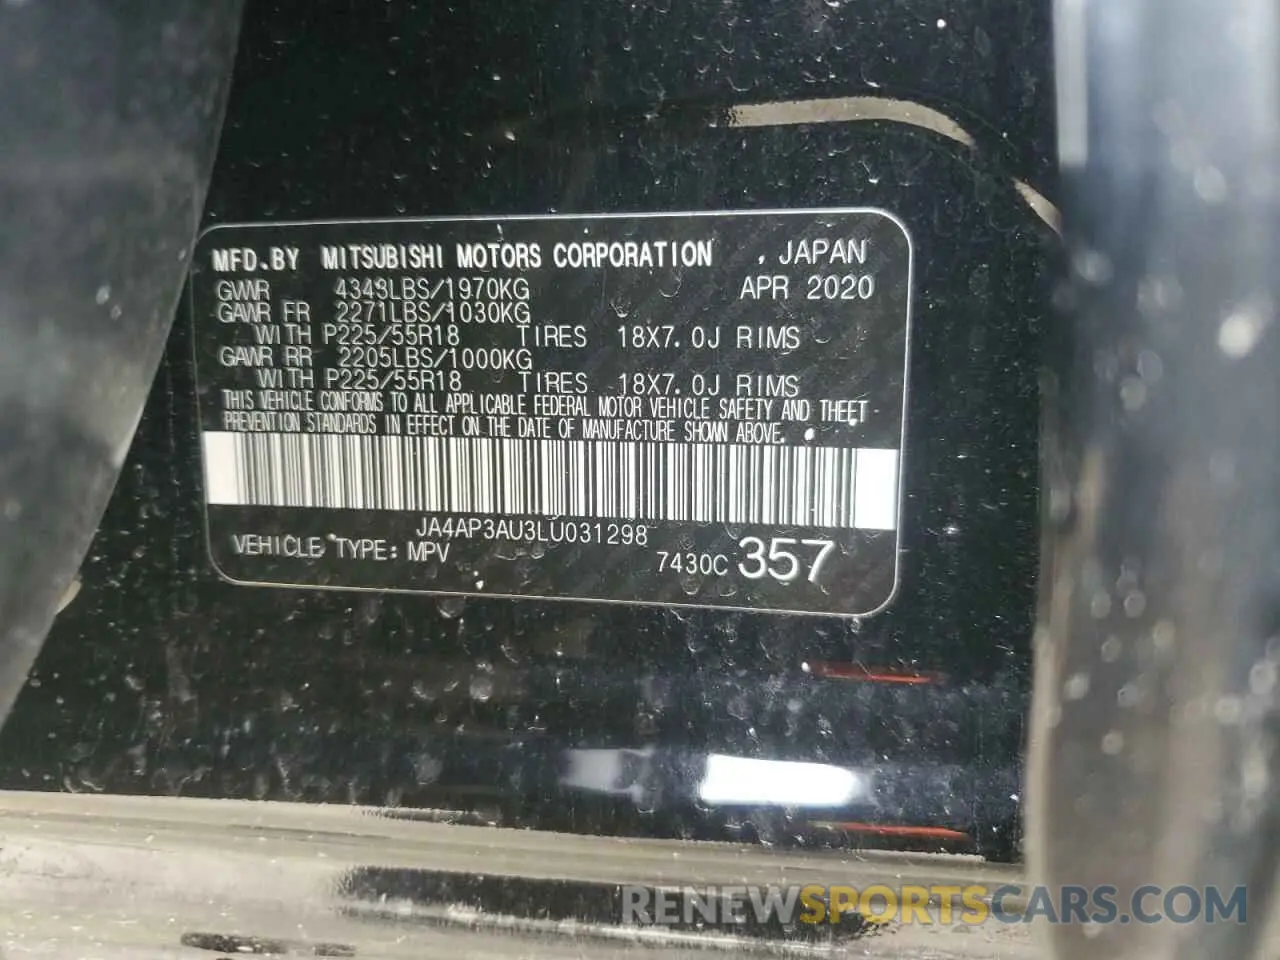 MFD.BY MITSUBISHI MOTORS CORPORATION , JAPAN
GWR 4343LBS/1970KG APR 2020
GAWR FR 2271LBS/1030KG
WITH P225/55R18 TIRES 18X7.0J RIMS
GAWR RR 2205LBS/1000KG
WITH P225/55R18 TIRES 18X7.0J RIMS
THIS VEHICLE CONFORMS TO ALL APPLICABLE FEDERAL MOTOR VEHICLE SAFETY AND THEFT
PREVENTION STANDARDS IN EFFECT ON THE DATE OF MANUFACTURE SHOWN ABOVE.
JA4AP3AU3LU031298
VEHICLE TYPE: MPV 7430C 357
RENEWSPORTSCARS.COM